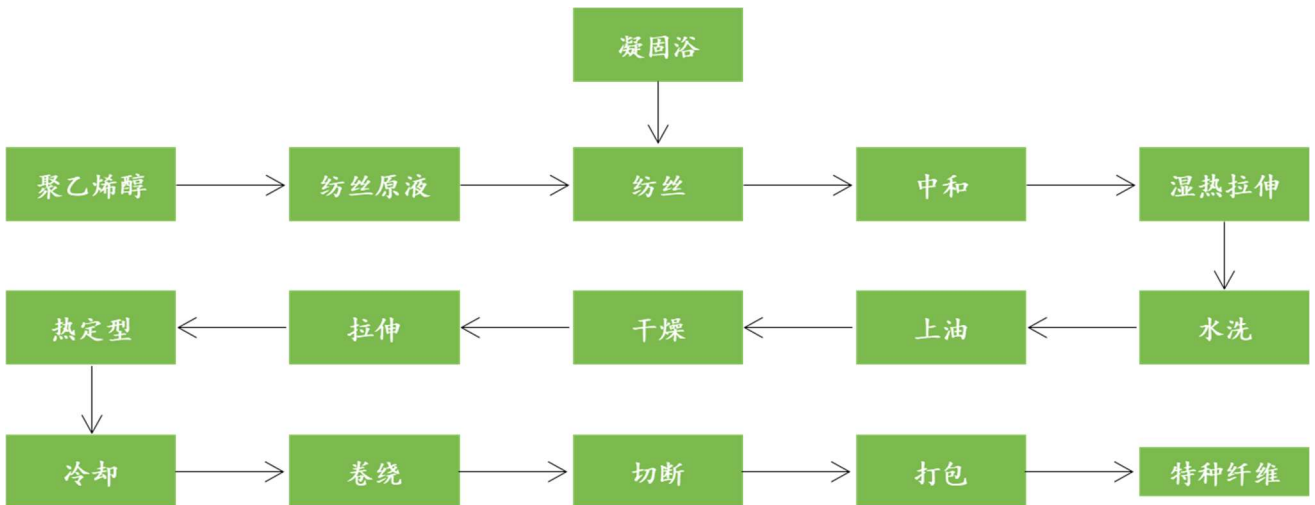 凝固浴
聚乙烯醇
纺丝原液
纺丝
中和
湿热拉伸
热定型
拉伸
干燥
上油
水洗
冷却
卷绕
切断
打包
特种纤维